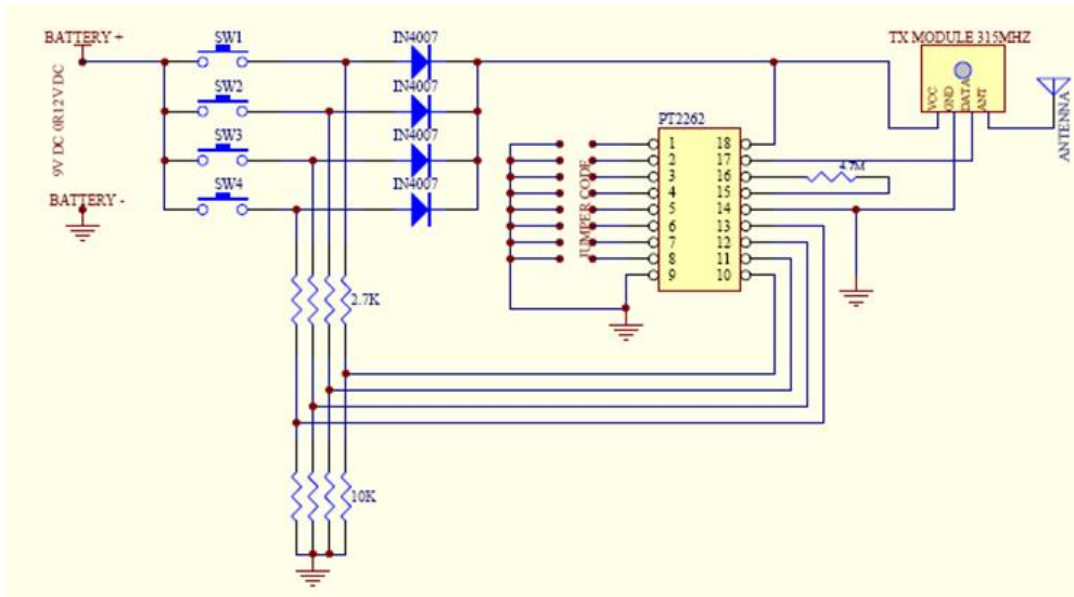 BATTERY +
SW1
IN4007
TX MODULE 315MHZ
SW2
IN4007
VCC
GND
DATA
ANT
9V DC 0R12V DC
SW3
IN4007
PT2262
ANTENNA
SW4
IN4007
BATTERY -
JUMPER CODE
1 18
2 17
3 16
4.7M
4 15
5 14
6 13
7 12
8 11
9 10
2.7K
10K